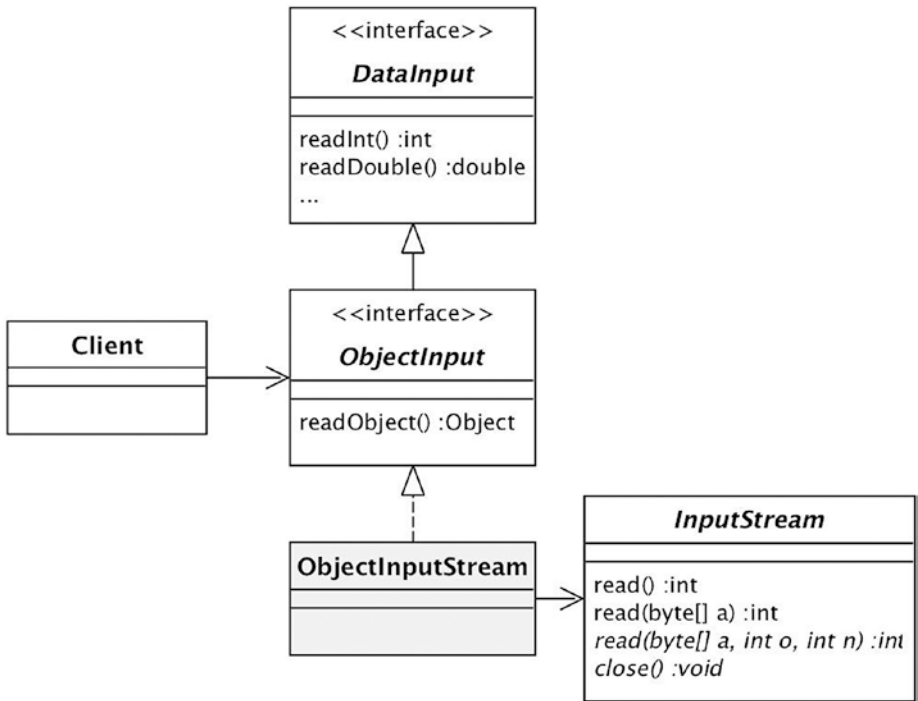 <<interface>>
DataInput
readInt() :int
readDouble() :double
...
<<interface>>
ObjectInput
readObject() :Object
Client
ObjectInputStream
InputStream
read() :int
read(byte[] a) :int
read(byte[] a, int o, int n) :int
close() :void